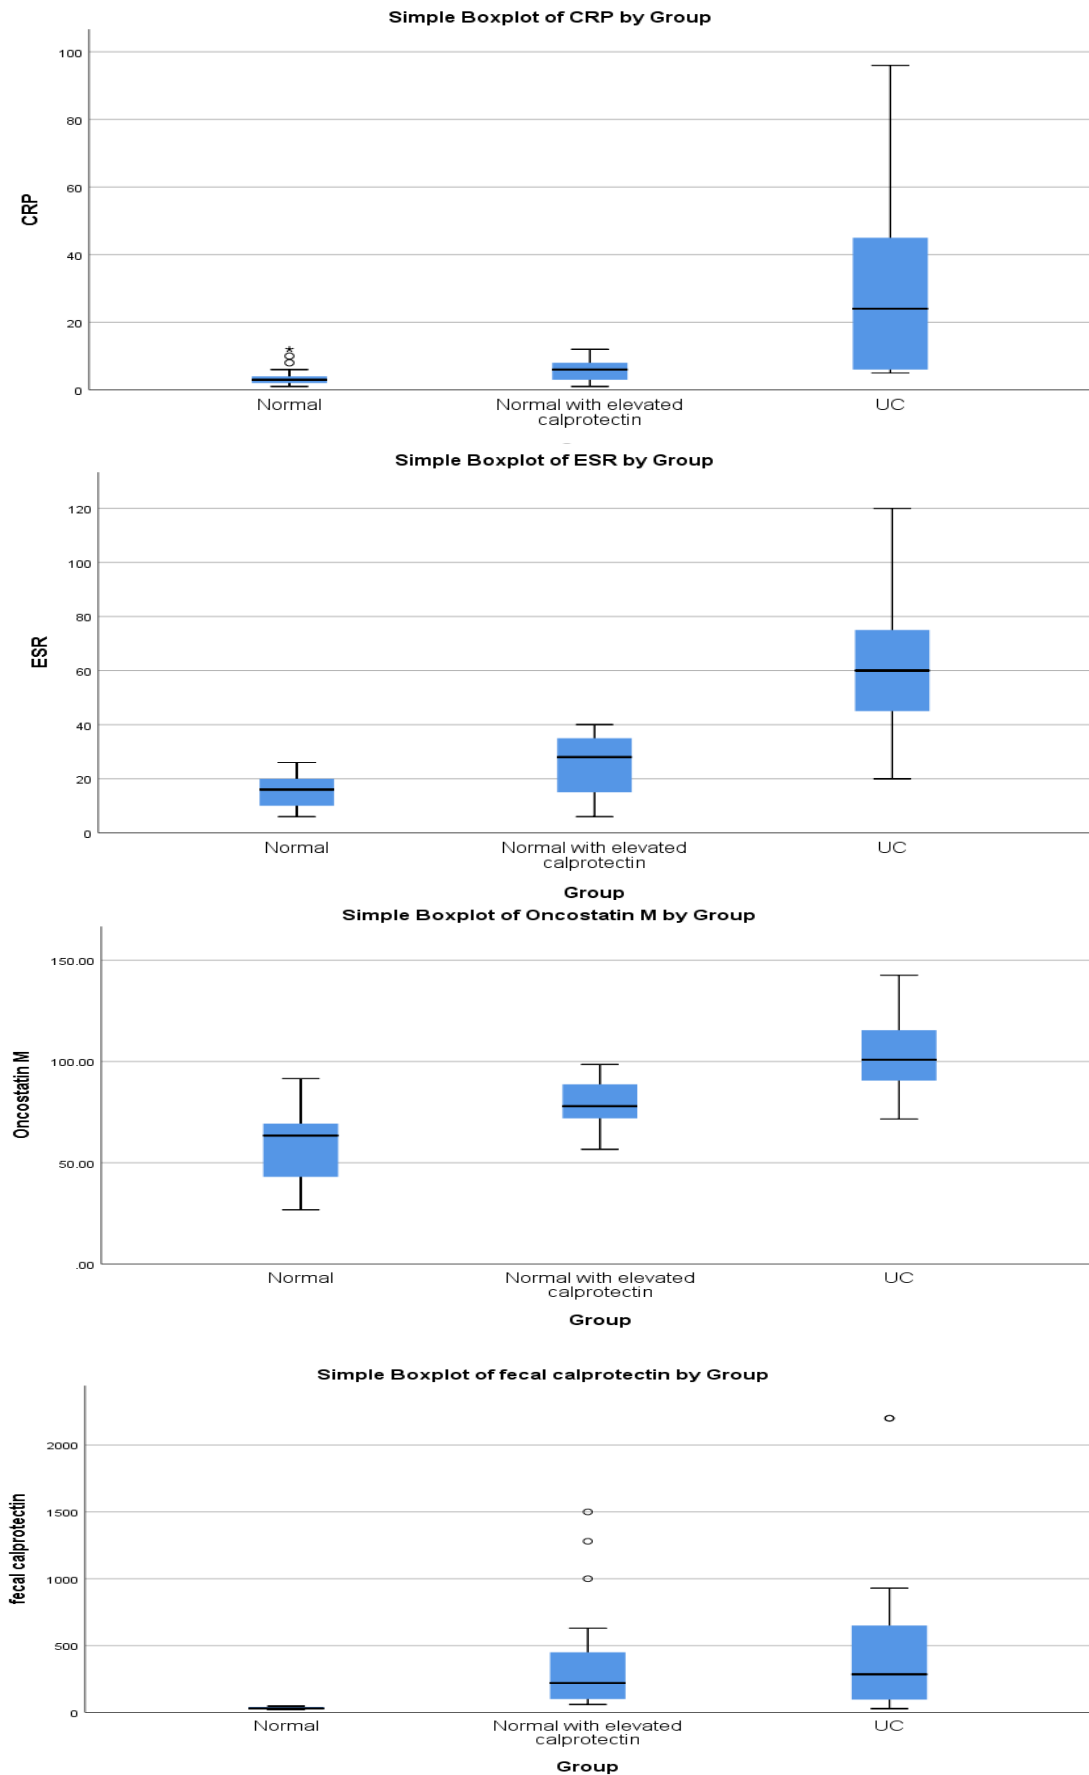 Simple Boxplot of CRP by Group
100
80
60
40
20
0
CRP
Normal
Normal with elevated
calprotectin
UC
Simple Boxplot of ESR by Group
120
100
80
60
40
20
0
ESR
Normal
Normal with elevated
calprotectin
UC
Group
Simple Boxplot of Oncostatin M by Group
150.00
100.00
50.00
.00
Oncostatin M
Normal
Normal with elevated
calprotectin
UC
Group
Simple Boxplot of fecal calprotectin by Group
2000
1500
1000
500
0
fecal calprotectin
Normal
Normal with elevated
calprotectin
UC
Group